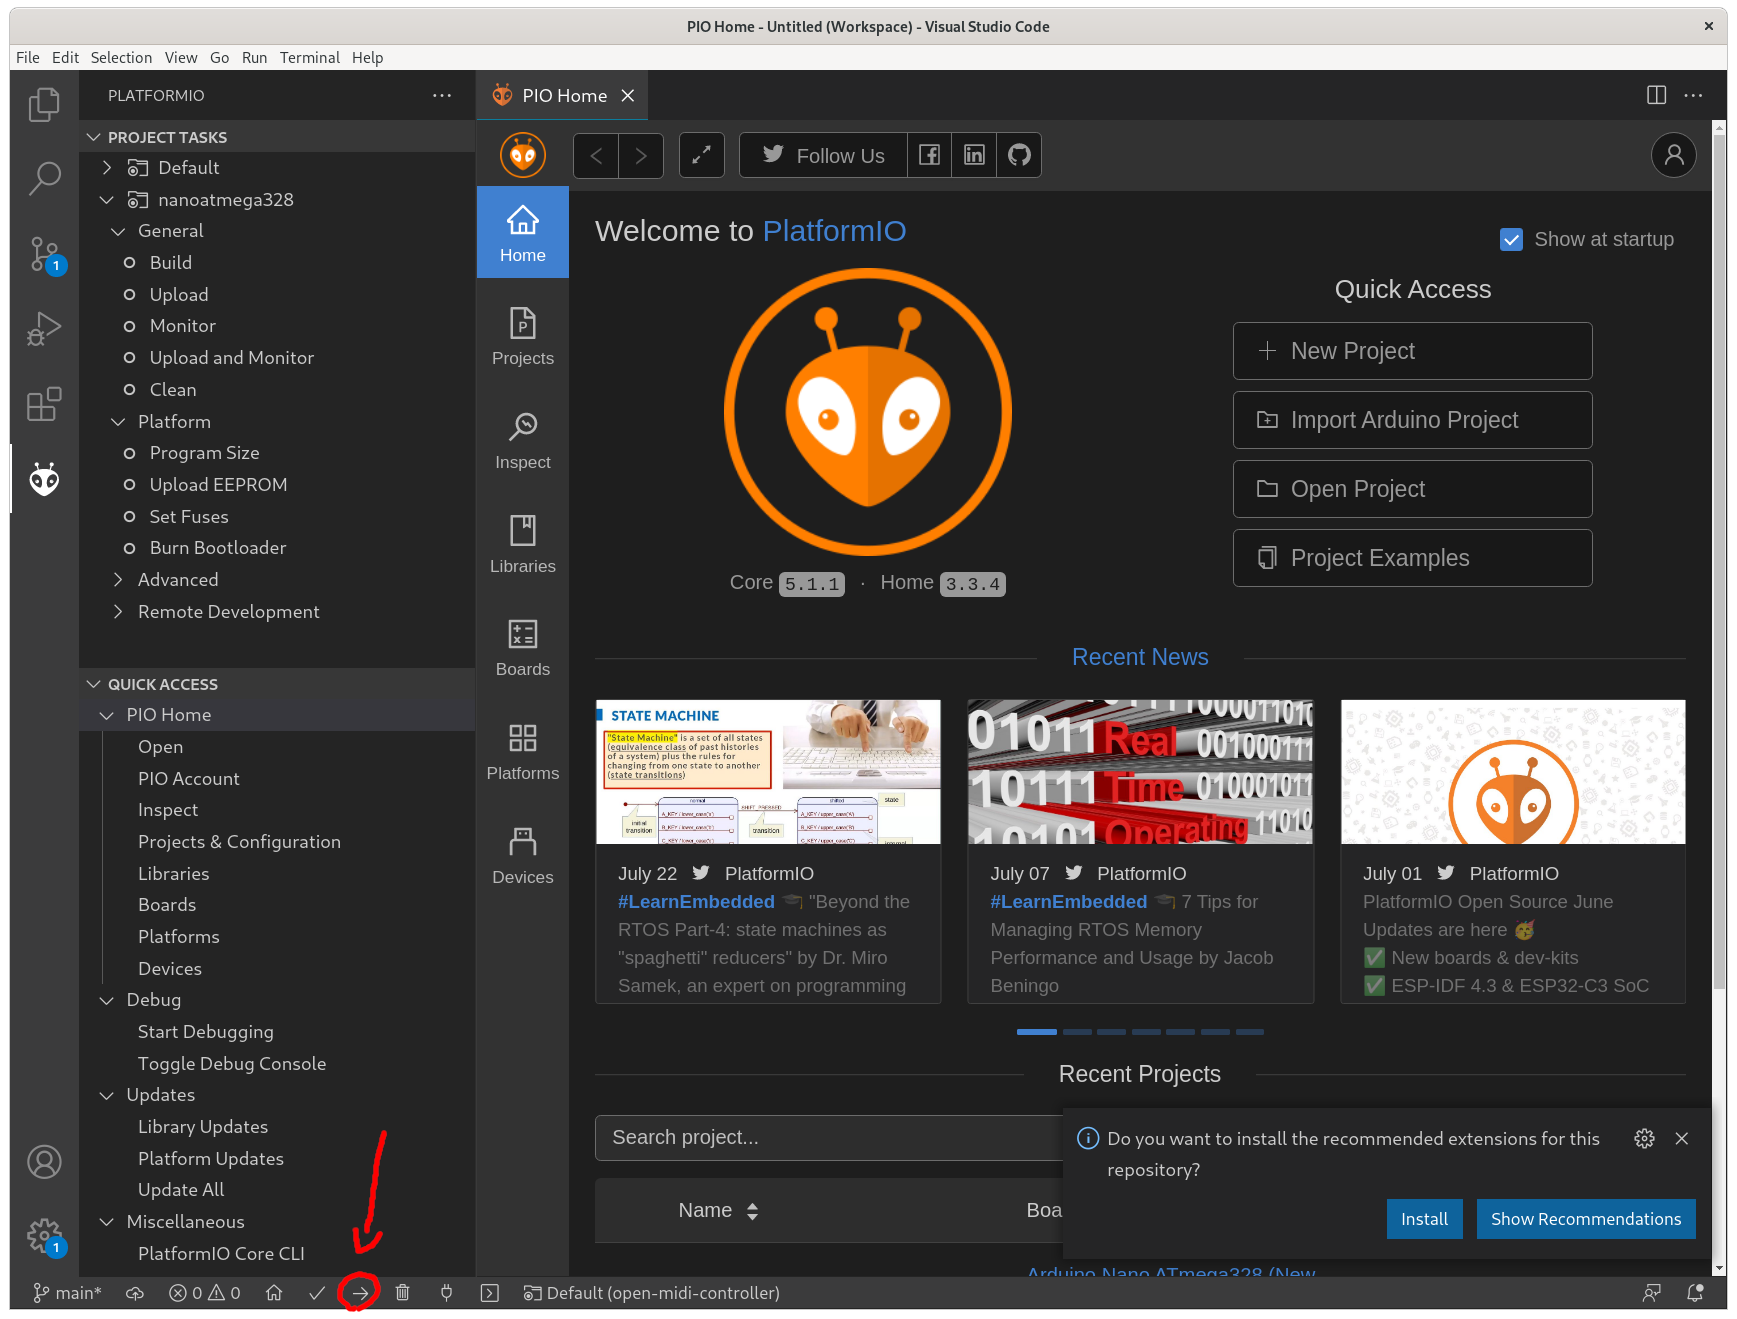 PIO Home - Untitled (Workspace) - Visual Studio Code
File Edit Selection View Go Run Terminal Help
PLATFORMIO
PROJECT TASKS
Default
nanoatmega328
General
Build
Upload
Monitor
Upload and Monitor
Clean
Platform
Program Size
Upload EEPROM
Set Fuses
Burn Bootloader
Advanced
Remote Development
QUICK ACCESS
PIO Home
Open
PIO Account
Inspect
Projects & Configuration
Libraries
Boards
Platforms
Devices
Debug
Start Debugging
Toggle Debug Console
Updates
Library Updates
Platform Updates
Update All
Miscellaneous
PlatformIO Core CLI
1
1
PIO Home
Follow Us
Home
Projects
Inspect
Libraries
Boards
Platforms
Devices
Welcome to PlatformIO
Show at startup
Core 5.1.1 · Home 3.3.4
Quick Access
New Project
Import Arduino Project
Open Project
Project Examples
Recent News
STATE MACHINE
"State Machine" is a set of all states
(equivalence class of past histories
of a system) plus the rules for
changing from one state to another
(state transitions)
normal
SHIFT_PRESSED
shifted
state
initial
transition
transition
01011 Real 001000111
10111 Time 01000101
10101 Operating 11010
July 22 PlatformIO
#LearnEmbedded 🎓 "Beyond the
RTOS Part-4: state machines as
"spaghetti" reducers" by Dr. Miro
Samek, an expert on programming
July 07 PlatformIO
#LearnEmbedded 🎓 7 Tips for
Managing RTOS Memory
Performance and Usage by Jacob
Beningo
July 01 PlatformIO
PlatformIO Open Source June
Updates are here 🥳
✅ New boards & dev-kits
✅ ESP-IDF 4.3 & ESP32-C3 SoC
Recent Projects
Search project...
Name
Boa
Arduino Nano ATmega328 (New
Do you want to install the recommended extensions for this
repository?
Install
Show Recommendations
main* 0 0 Default (open-midi-controller)